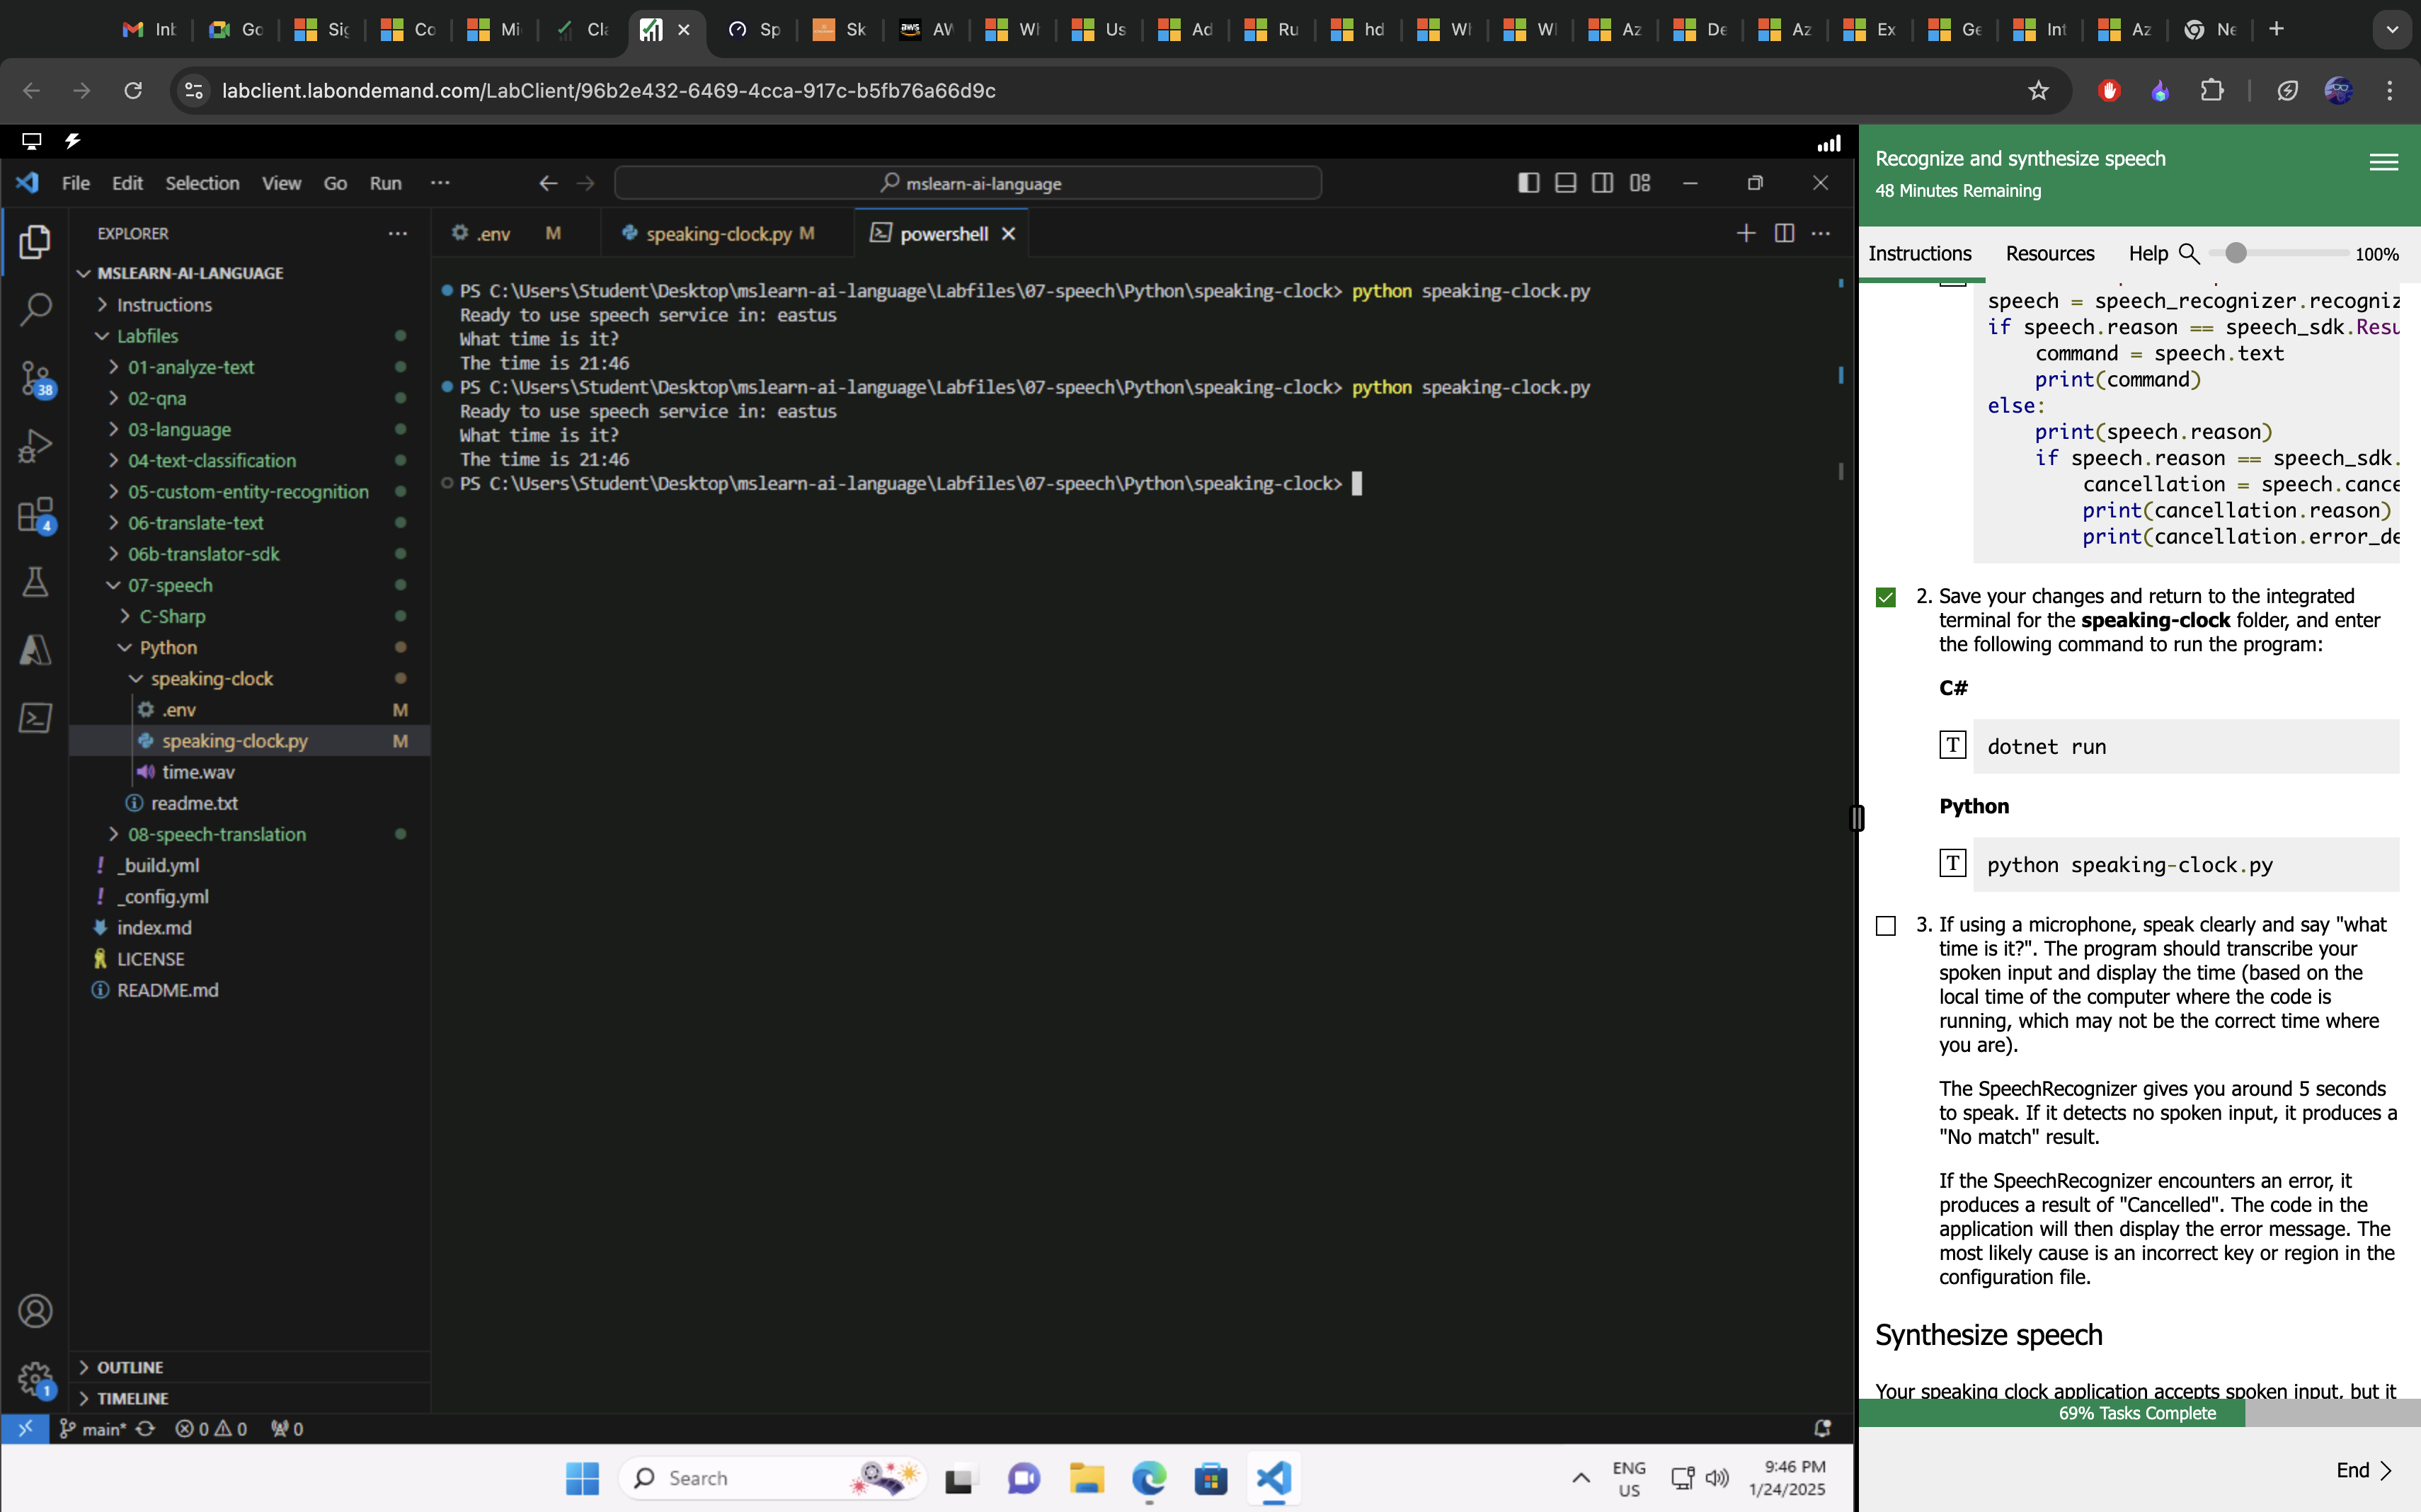 Int
Go
Sig
Co
Mi
Cla
Sp
Sk
AW
Wh
Us
Ad
Ru
hd
Wh
Wl
Az
De
Az
Ex
Ge
Int
Az
Ne
labclient.labondemand.com/LabClient/96b2e432-6469-4cca-917c-b5fb76a66d9c
File Edit Selection View Go Run ···
mslearn-ai-language
EXPLORER
MSLEARN-AI-LANGUAGE
Instructions
Labfiles
01-analyze-text
02-qna
03-language
04-text-classification
05-custom-entity-recognition
06-translate-text
06b-translator-sdk
07-speech
C-Sharp
Python
speaking-clock
.env M
speaking-clock.py M
time.wav
readme.txt
08-speech-translation
_build.yml
_config.yml
index.md
LICENSE
README.md
OUTLINE
TIMELINE
38
4
1
.env M
speaking-clock.py M
powershell
PS C:\Users\Student\Desktop\mslearn-ai-language\Labfiles\07-speech\Python\speaking-clock> python speaking-clock.py
Ready to use speech service in: eastus
What time is it?
The time is 21:46
PS C:\Users\Student\Desktop\mslearn-ai-language\Labfiles\07-speech\Python\speaking-clock> python speaking-clock.py
Ready to use speech service in: eastus
What time is it?
The time is 21:46
PS C:\Users\Student\Desktop\mslearn-ai-language\Labfiles\07-speech\Python\speaking-clock>
main* 0 0 0
Search
ENG
US
9:46 PM
1/24/2025
Recognize and synthesize speech
48 Minutes Remaining
Instructions Resources Help 100%
speech = speech_recognizer.recogniz
if speech.reason == speech_sdk.Resu
command = speech.text
print(command)
else:
print(speech.reason)
if speech.reason == speech_sdk.
cancellation = speech.cance
print(cancellation.reason)
print(cancellation.error_de
2. Save your changes and return to the integrated
terminal for the speaking-clock folder, and enter
the following command to run the program:
C#
T dotnet run
Python
T python speaking-clock.py
3. If using a microphone, speak clearly and say "what
time is it?". The program should transcribe your
spoken input and display the time (based on the
local time of the computer where the code is
running, which may not be the correct time where
you are).
The SpeechRecognizer gives you around 5 seconds
to speak. If it detects no spoken input, it produces a
"No match" result.
If the SpeechRecognizer encounters an error, it
produces a result of "Cancelled". The code in the
application will then display the error message. The
most likely cause is an incorrect key or region in the
configuration file.
Synthesize speech
Your speaking clock application accepts spoken input, but it
69% Tasks Complete
End